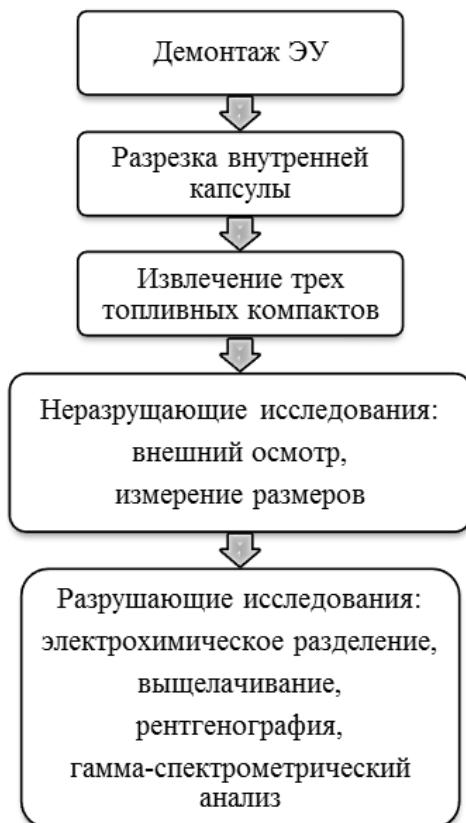 Демонтаж ЭУ
Разрезка внутренней
капсулы
Извлечение трех
топливных компактов
Неразрущающие исследования:
внешний осмотр,
измерение размеров
Разрушающие исследования:
электрохимическое разделение,
выщелачивание,
рентгенография,
гамма-спектрометрический
анализ